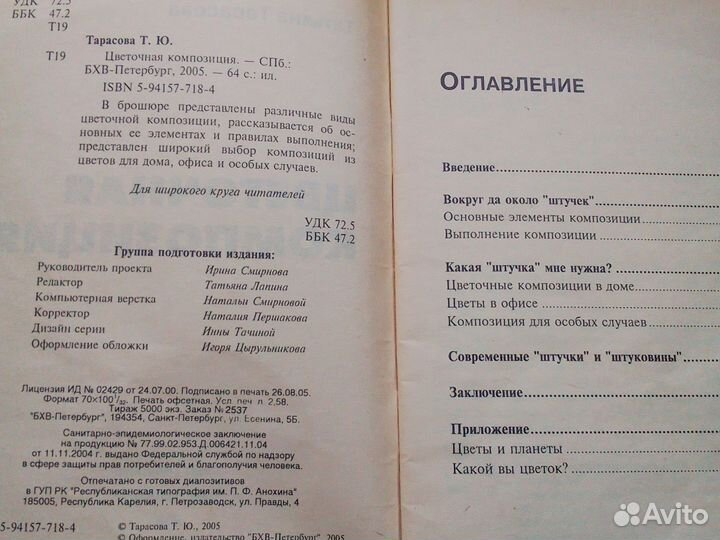 УДК 72.5
ББК 47.2
Т19
Тарасова Т. Ю.
Т19 Цветочная композиция. — СПб.:
БХВ-Петербург, 2005. — 64 с.: ил.
ISBN 5-94157-718-4
В брошюре представлены различные виды
цветочной композиции, рассказывается об ос-
новных ее элементах и правилах выполнения;
представлен широкий выбор композиций из
цветов для дома, офиса и особых случаев.
Для широкого круга читателей
УДК 72.5
ББК 47.2
Группа подготовки издания:
Руководитель проекта Ирина Смирнова
Редактор Татьяна Лапина
Компьютерная верстка Натальи Смирновой
Корректор Наталия Першакова
Дизайн серии Инны Тачиной
Оформление обложки Игоря Цырульникова
Лицензия ИД № 02429 от 24.07.00. Подписано в печать 26.08.05.
Формат 70×100 1/32. Печать офсетная. Усл. печ. л. 2,58.
Тираж 5000 экз. Заказ № 2537
"БХВ-Петербург", 194354, Санкт-Петербург, ул. Есенина, 5Б.
Санитарно-эпидемиологическое заключение
на продукцию № 77.99.02.953.Д.006421.11.04
от 11.11.2004 г. выдано Федеральной службой по надзору
в сфере защиты прав потребителей и благополучия человека.
Отпечатано с готовых диапозитивов
в ГУП РК "Республиканская типография им. П. Ф. Анохина"
185005, Республика Карелия, г. Петрозаводск, ул. Правды, 4
5-94157-718-4
© Тарасова Т. Ю., 2005
© Оформление, издательство "БХВ-Петербург", 2005
ОГЛАВЛЕНИЕ
Введение
Вокруг да около "штучек"
Основные элементы композиции
Выполнение композиции
Какая "штучка" мне нужна?
Цветочные композиции в доме
Цветы в офисе
Композиция для особых случаев
Современные "штучки" и "штуковины"
Заключение
Приложение
Цветы и планеты
Какой вы цветок?
Avito